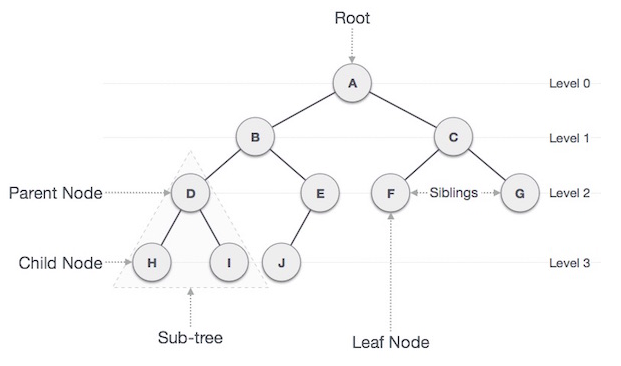 Root
A
Level 0
B
C
Level 1
Parent Node
D
E
F
Siblings
G
Level 2
Child Node
H
I
J
Level 3
Sub-tree
Leaf Node